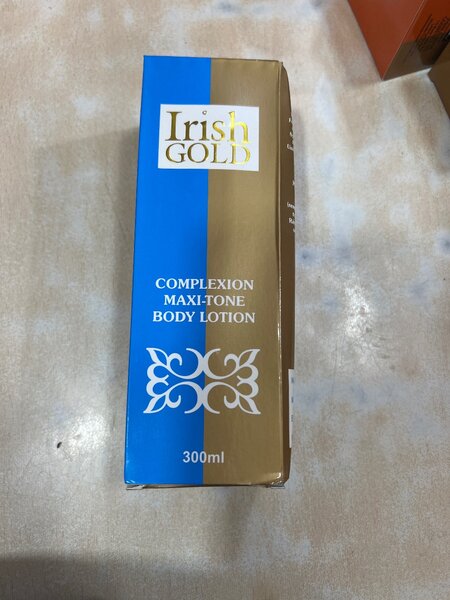 Irish
GOLD
COMPLEXION
MAXI-TONE
BODY LOTION
300ml